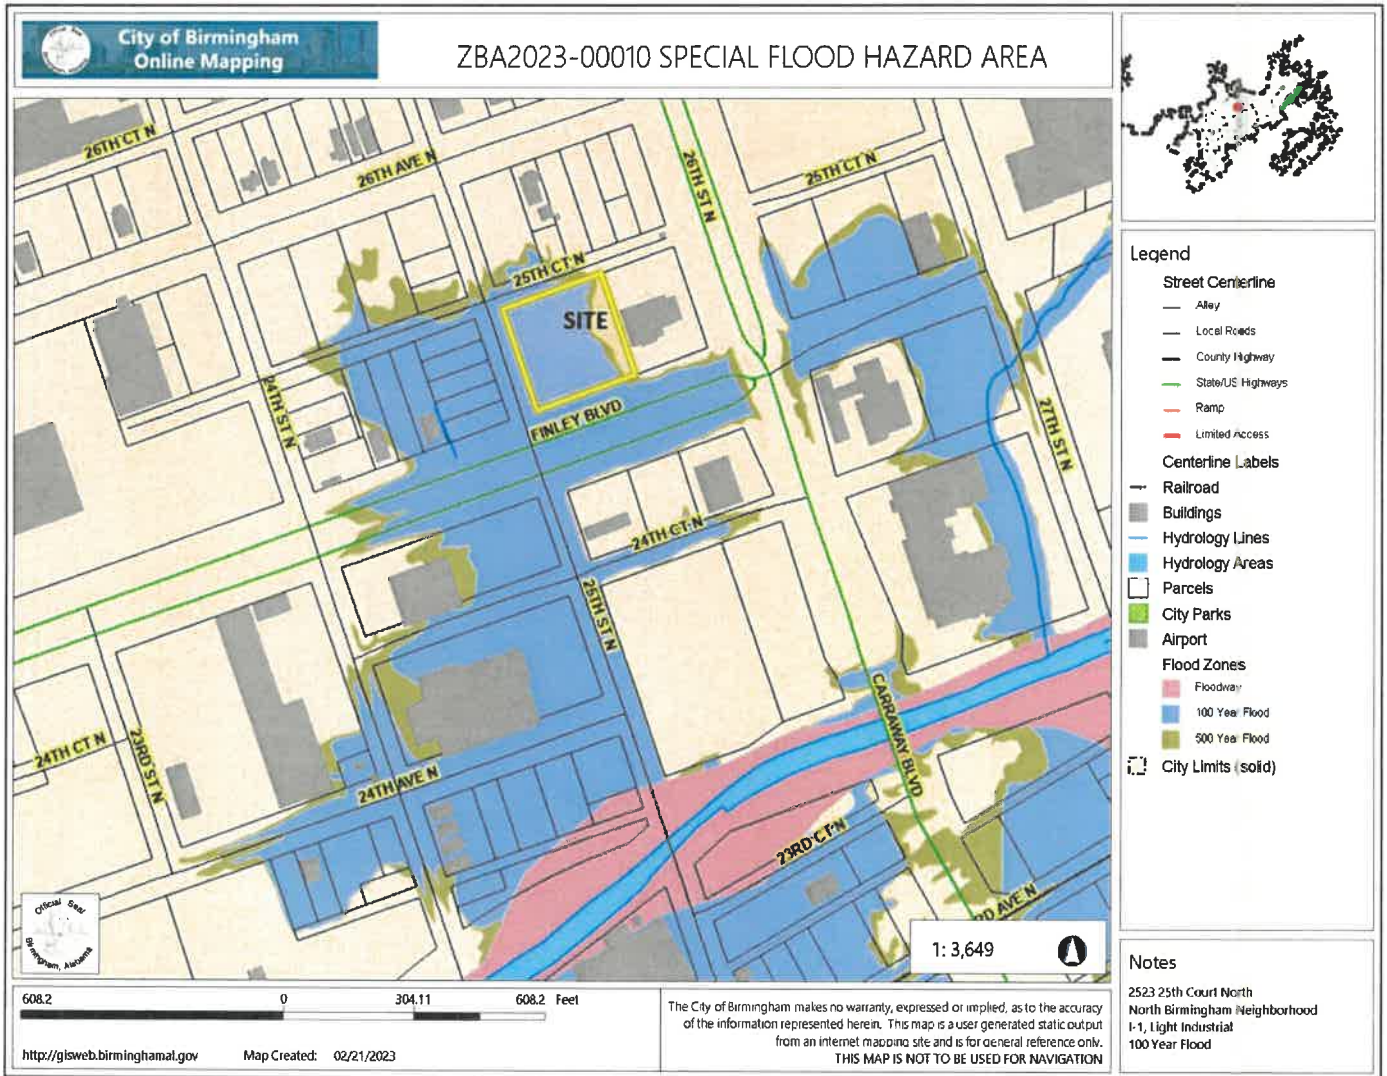 City of Birmingham
Online Mapping
ZBA2023-00010 SPECIAL FLOOD HAZARD AREA
26TH CT N
26TH AVE N
26TH ST N
25TH CT N
25TH CT N
SITE
24TH ST N
FINLEY BLVD
27TH ST N
24TH CT N
25TH ST N
24TH CT N
23RD ST N
24TH AVE N
CARRAWAY BLVD
23RD CT N
RD AVE N
Official Seal
Birmingham, Alabama
1: 3,649
Legend
Street Centerline
Alley
Local Roads
County Highway
State/US Highways
Ramp
Limited Access
Centerline Labels
Railroad
Buildings
Hydrology Lines
Hydrology Areas
Parcels
City Parks
Airport
Flood Zones
Floodway
100 Year Flood
500 Year Flood
City Limits (solid)
Notes
2523 25th Court North
North Birmingham Neighborhood
I-1, Light Industrial
100 Year Flood
608.2 0 304.11 608.2 Feet
http://gisweb.birminghamal.gov Map Created: 02/21/2023
The City of Birmingham makes no warranty, expressed or implied, as to the accuracy
of the information represented herein. This map is a user generated static output
from an internet mapping site and is for general reference only.
THIS MAP IS NOT TO BE USED FOR NAVIGATION